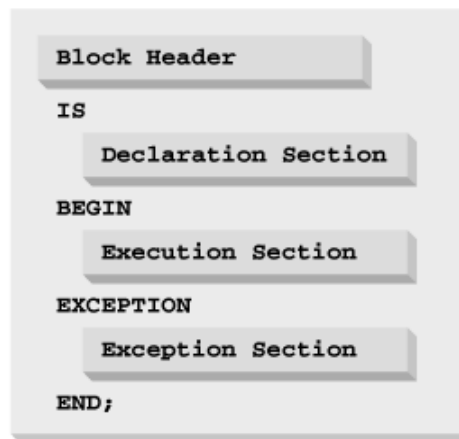 Block Header
IS
Declaration Section
BEGIN
Execution Section
EXCEPTION
Exception Section
END;